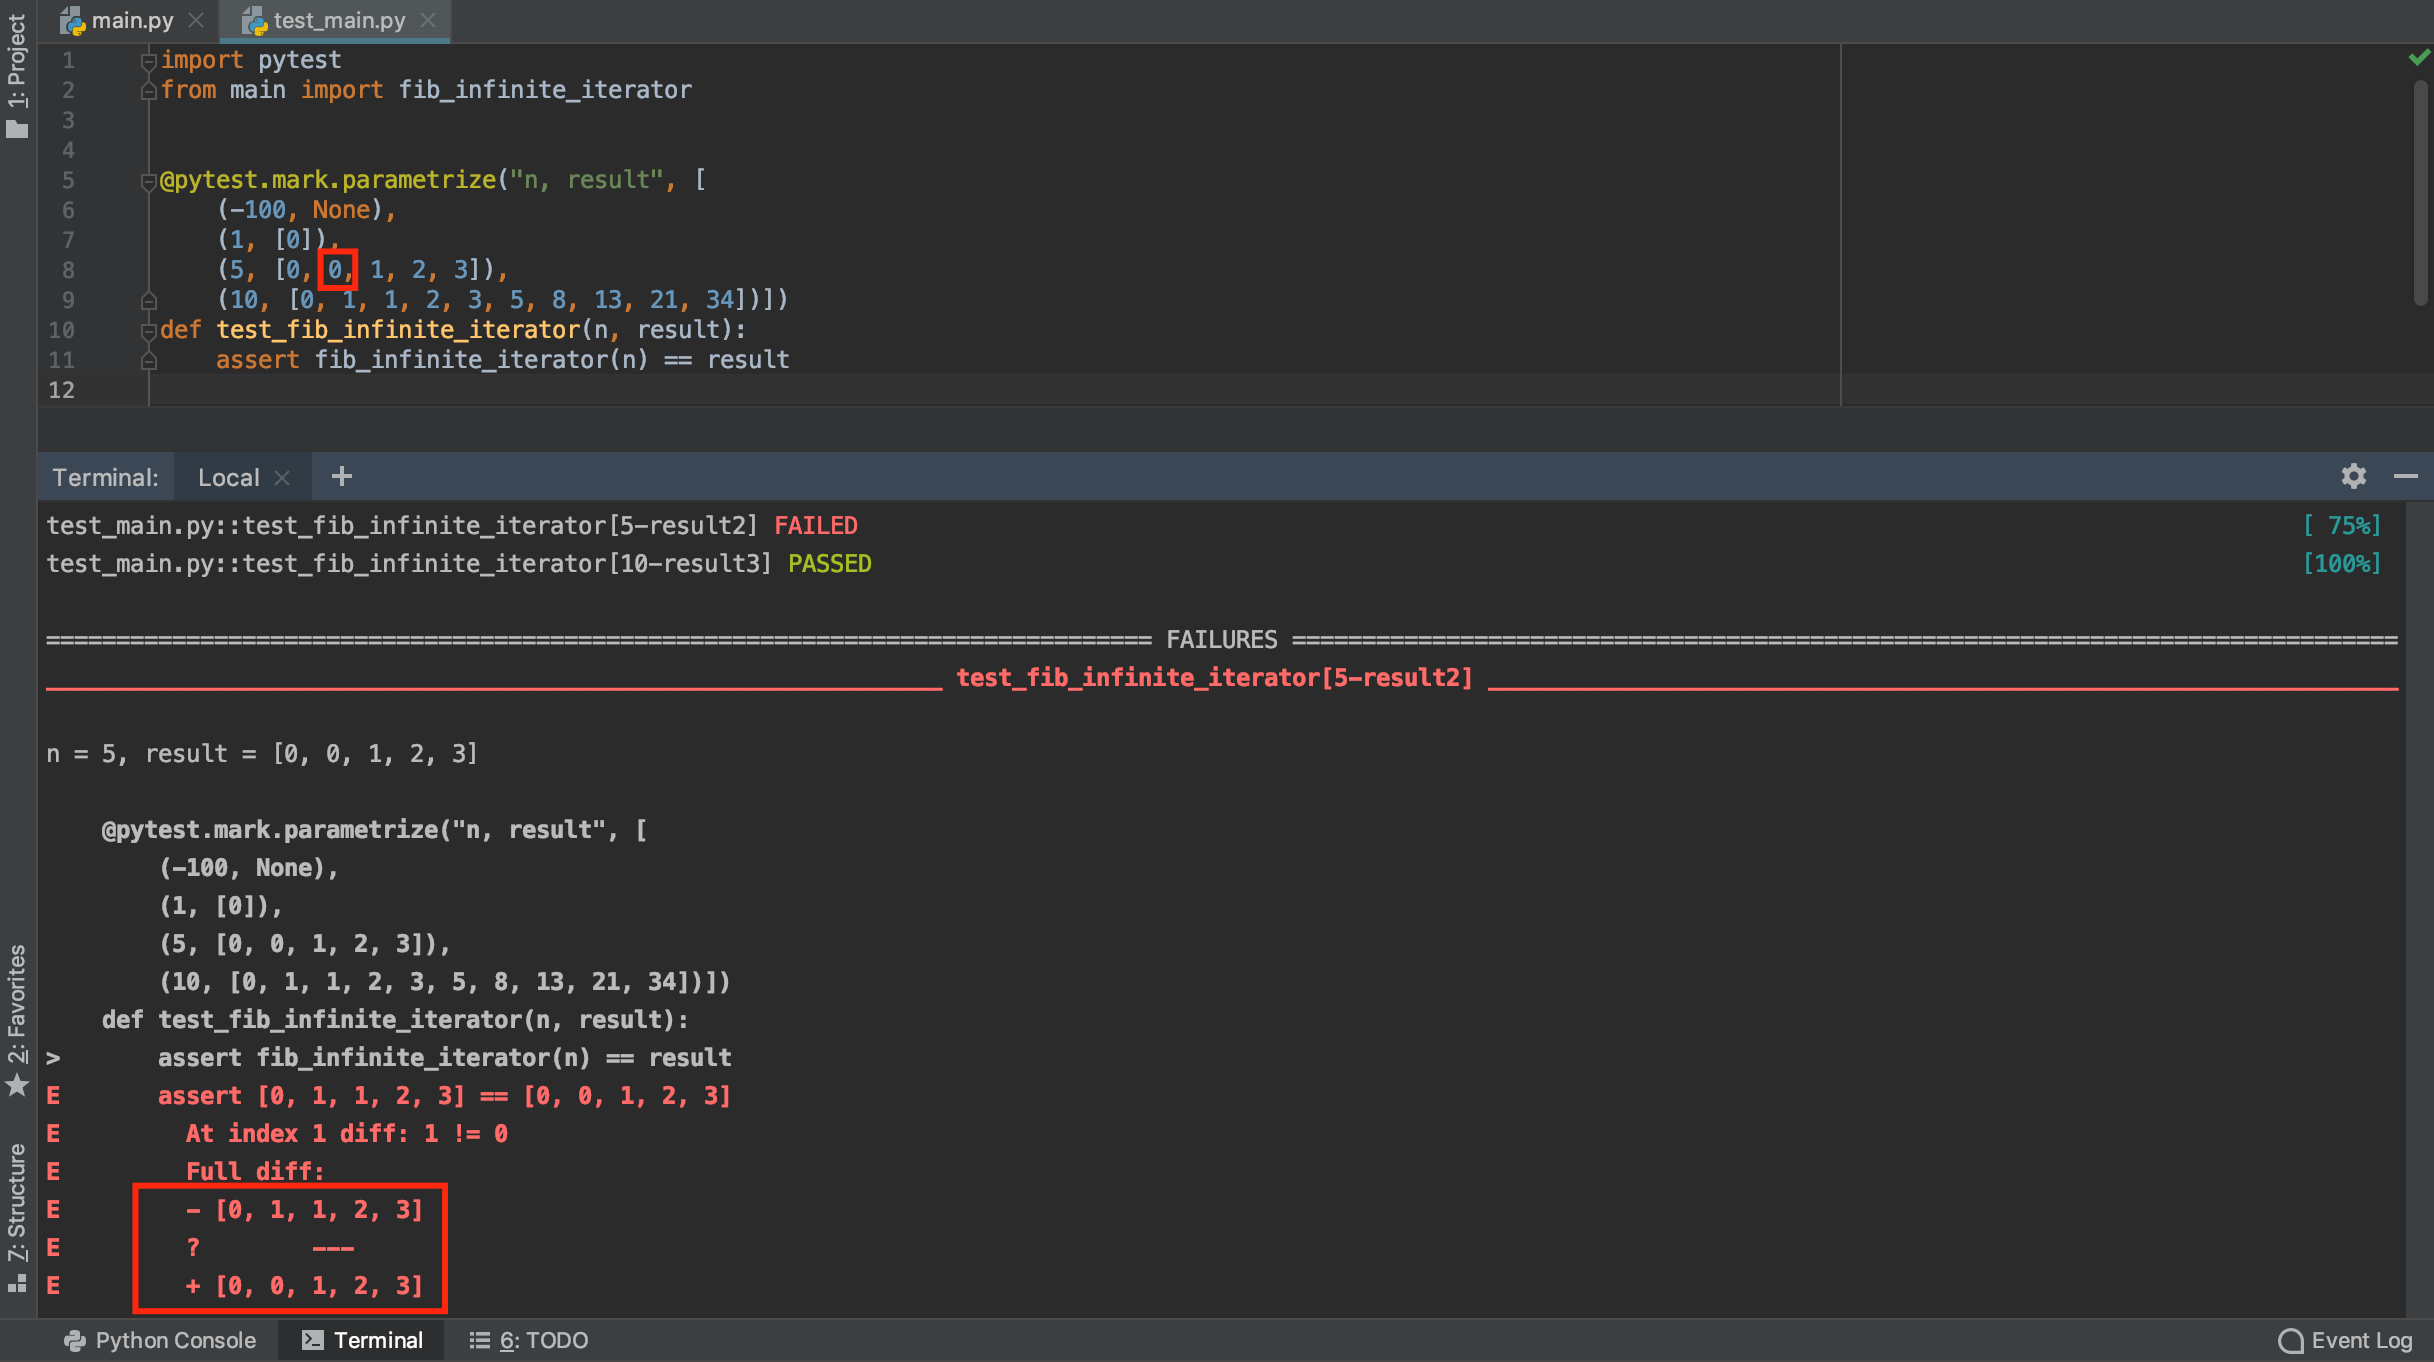 main.py
test_main.py
1: Project
1 import pytest
2 from main import fib_infinite_iterator
3
4
5 @pytest.mark.parametrize("n, result", [
6     (-100, None),
7     (1, [0]),
8     (5, [0, 0, 1, 2, 3]),
9     (10, [0, 1, 1, 2, 3, 5, 8, 13, 21, 34])])
10 def test_fib_infinite_iterator(n, result):
11     assert fib_infinite_iterator(n) == result
12
Terminal: Local +
test_main.py::test_fib_infinite_iterator[5-result2] FAILED [ 75%]
test_main.py::test_fib_infinite_iterator[10-result3] PASSED [100%]
=============================================================================== FAILURES ===============================================================================
________________________________________________________________ test_fib_infinite_iterator[5-result2] _________________________________________________________________
n = 5, result = [0, 0, 1, 2, 3]
    @pytest.mark.parametrize("n, result", [
        (-100, None),
        (1, [0]),
        (5, [0, 0, 1, 2, 3]),
        (10, [0, 1, 1, 2, 3, 5, 8, 13, 21, 34])])
    def test_fib_infinite_iterator(n, result):
>       assert fib_infinite_iterator(n) == result
E       assert [0, 1, 1, 2, 3] == [0, 0, 1, 2, 3]
E         At index 1 diff: 1 != 0
E         Full diff:
E         - [0, 1, 1, 2, 3]
E         ?        ---
E         + [0, 0, 1, 2, 3]
2: Favorites
7: Structure
Python Console
Terminal
6: TODO
Event Log